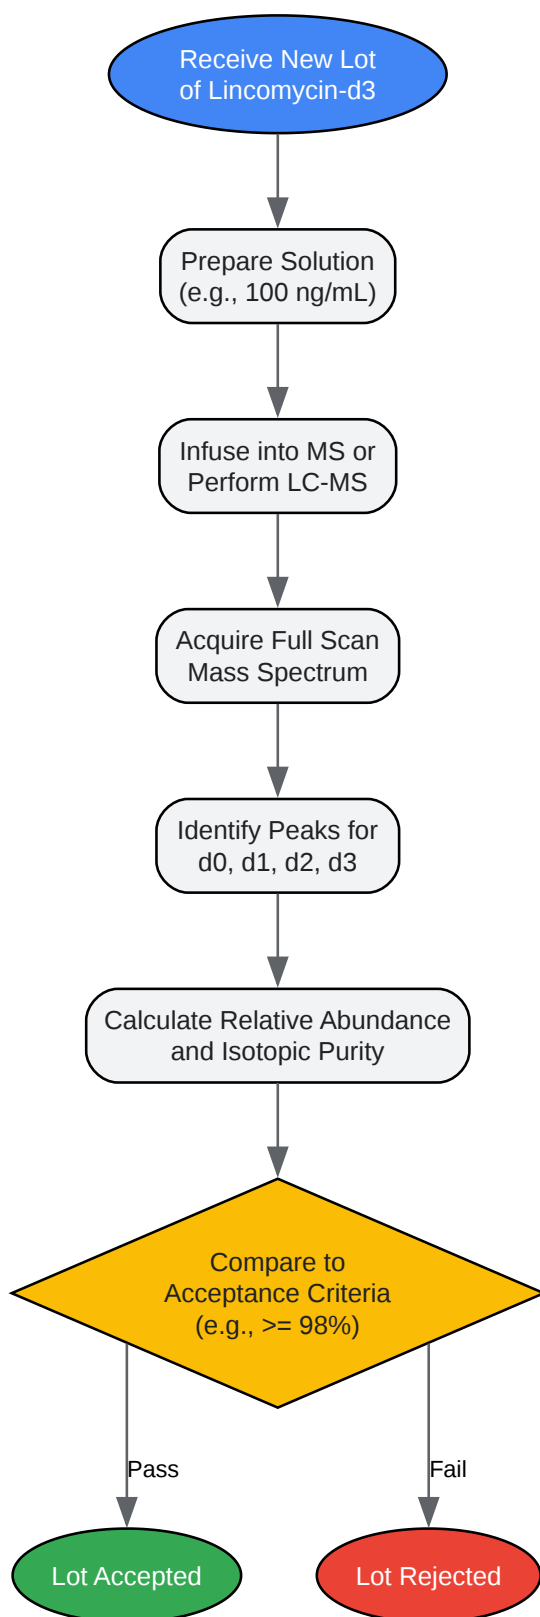 Receive New Lot
of Lincomycin-d3
Prepare Solution
(e.g., 100 ng/mL)
Infuse into MS or
Perform LC-MS
Acquire Full Scan
Mass Spectrum
Identify Peaks for
d0, d1, d2, d3
Calculate Relative Abundance
and Isotopic Purity
Compare to
Acceptance Criteria
(e.g., >= 98%)
Pass
Fail
Lot Accepted
Lot Rejected